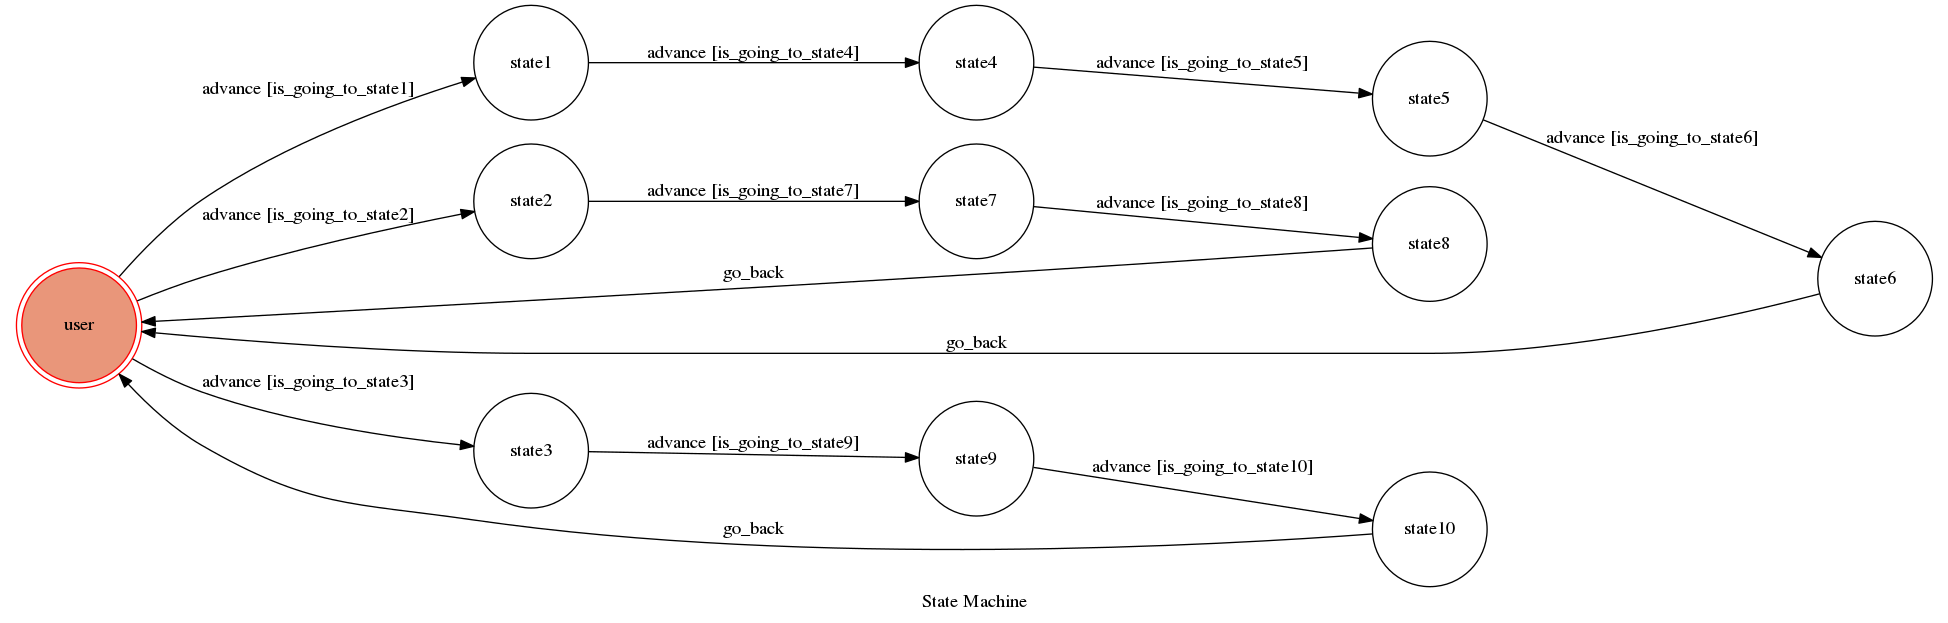 state1
advance [is_going_to_state4]
state4
advance [is_going_to_state5]
state5
advance [is_going_to_state1]
advance [is_going_to_state6]
state2
advance [is_going_to_state7]
state7
advance [is_going_to_state8]
state8
advance [is_going_to_state2]
go_back
state6
user
go_back
advance [is_going_to_state3]
state3
advance [is_going_to_state9]
state9
advance [is_going_to_state10]
state10
go_back
State Machine